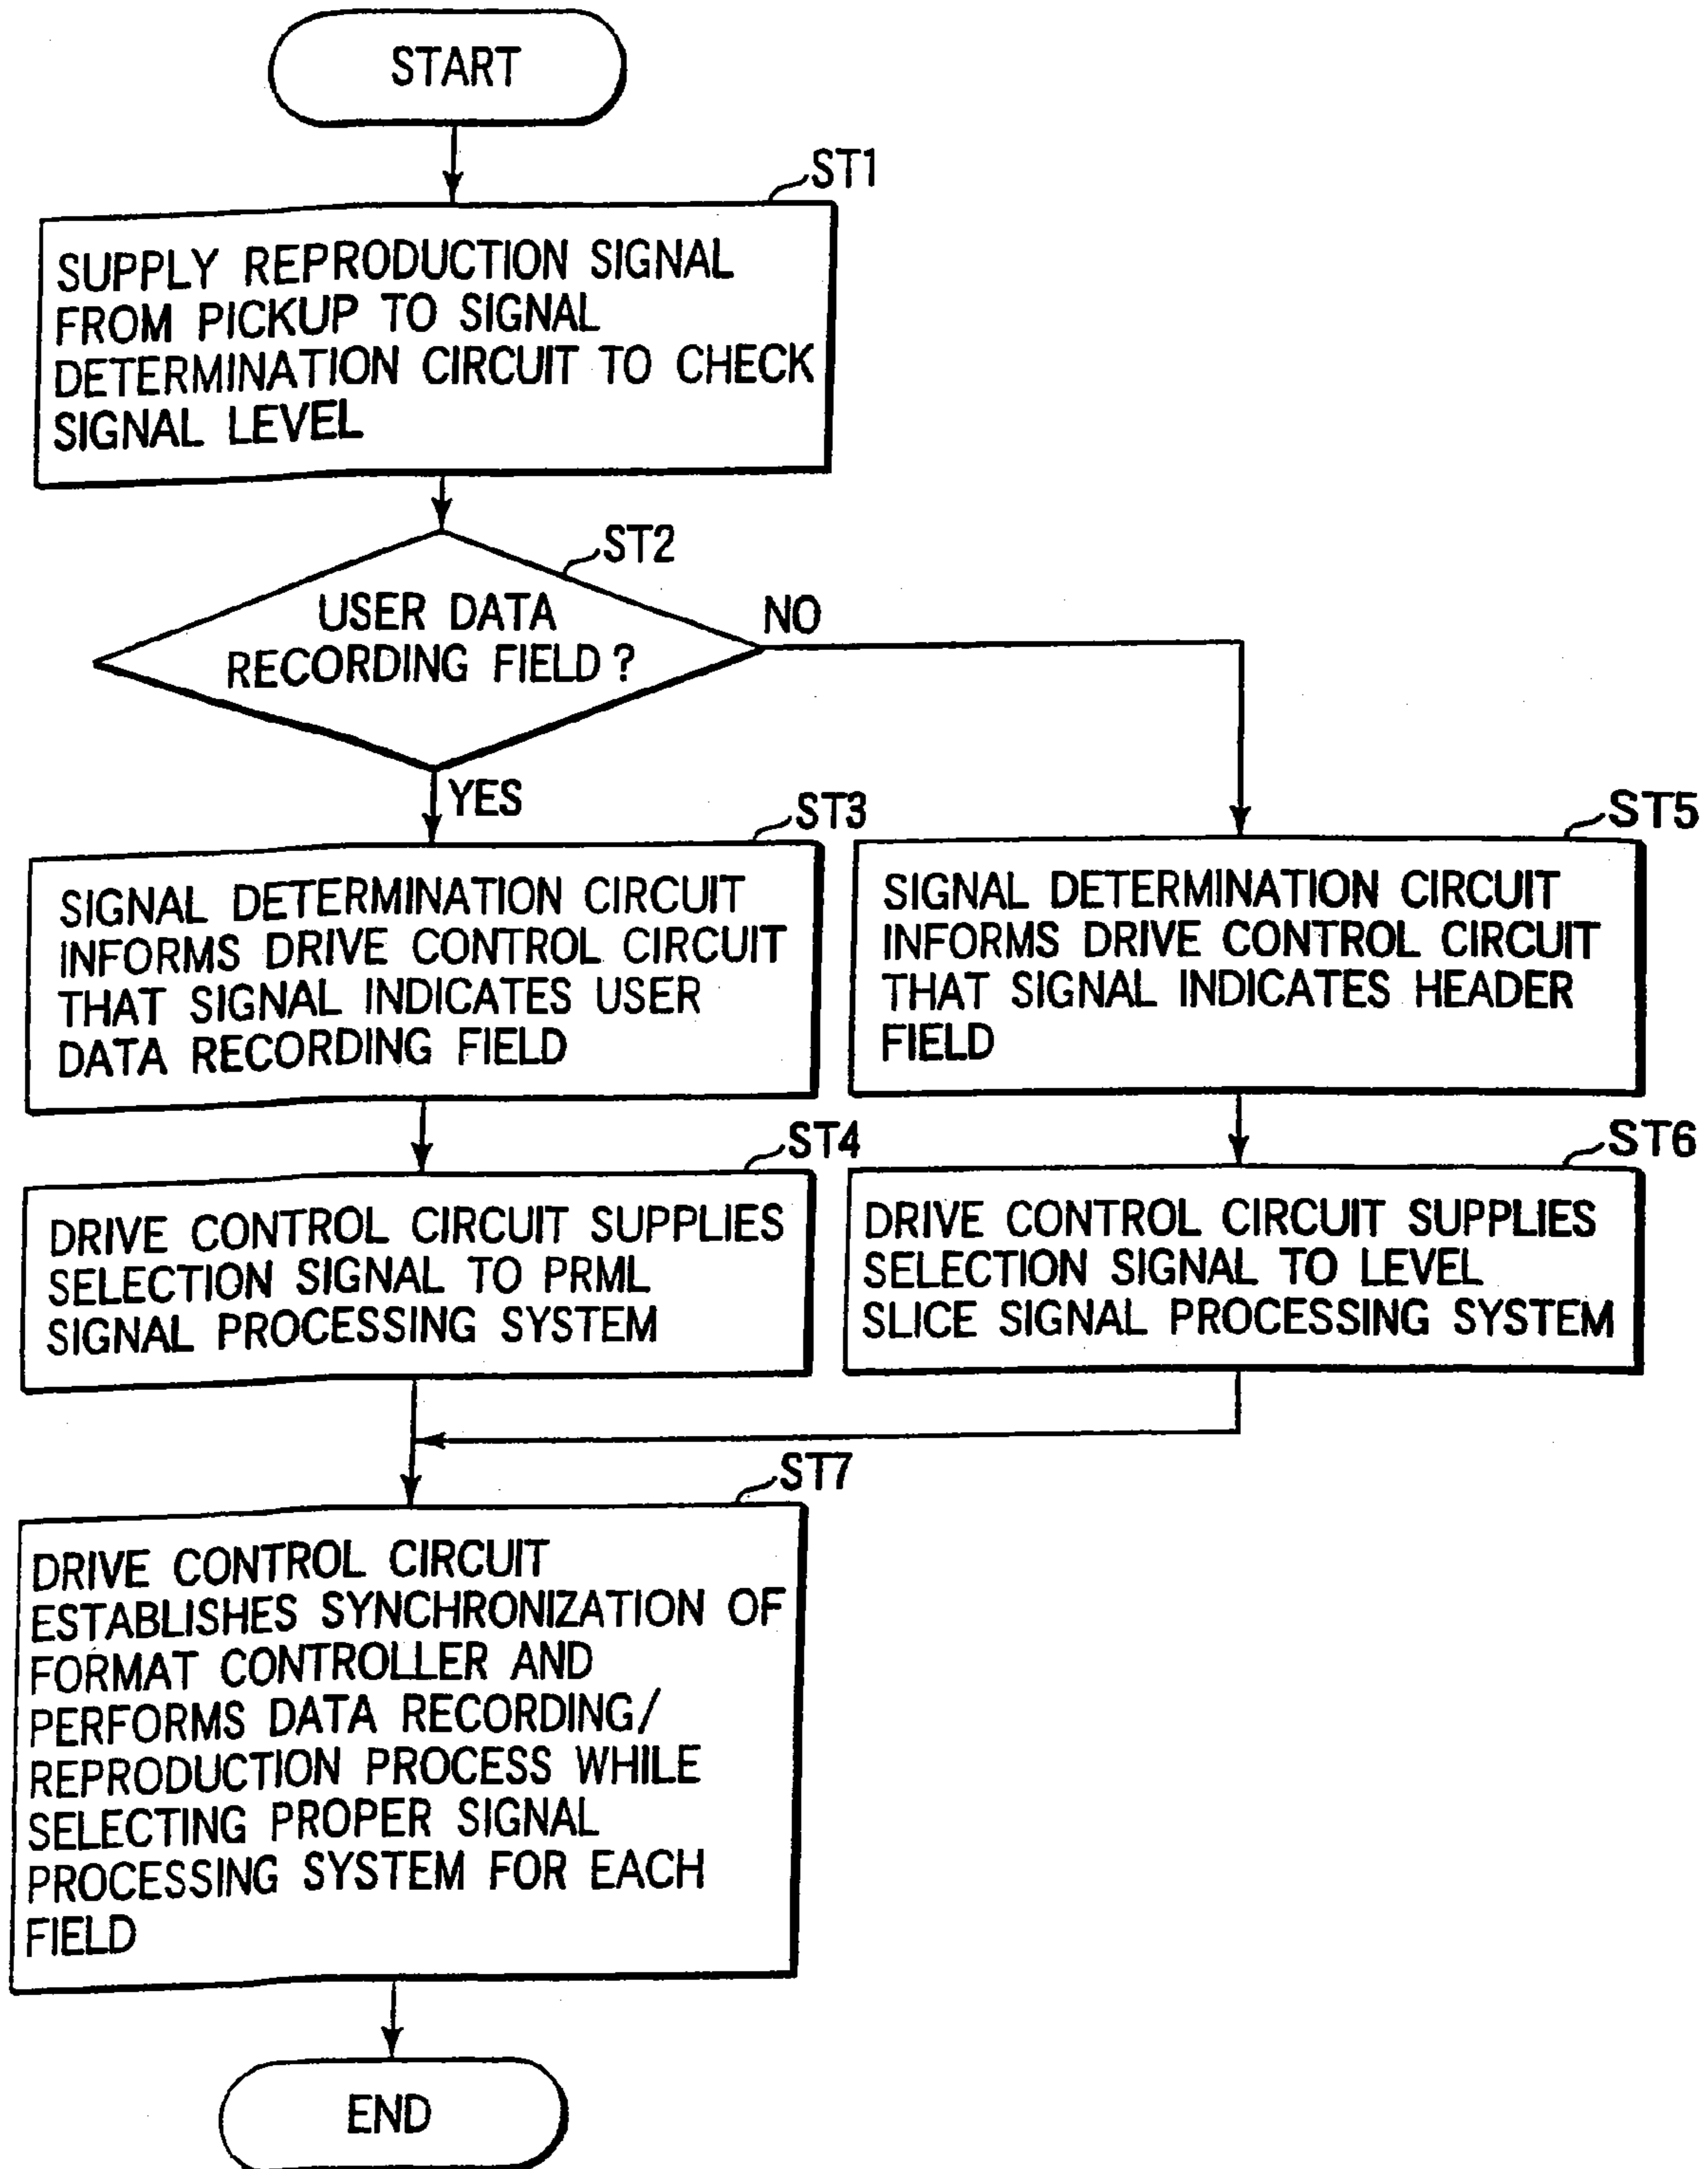 START
ST1
SUPPLY REPRODUCTION SIGNAL
FROM PICKUP TO SIGNAL
DETERMINATION CIRCUIT TO CHECK
SIGNAL LEVEL
ST2
USER DATA
RECORDING FIELD?
NO
YES
ST3
SIGNAL DETERMINATION CIRCUIT
INFORMS DRIVE CONTROL CIRCUIT
THAT SIGNAL INDICATES USER
DATA RECORDING FIELD
ST5
SIGNAL DETERMINATION CIRCUIT
INFORMS DRIVE CONTROL CIRCUIT
THAT SIGNAL INDICATES HEADER
FIELD
ST4
DRIVE CONTROL CIRCUIT SUPPLIES
SELECTION SIGNAL TO PRML
SIGNAL PROCESSING SYSTEM
ST6
DRIVE CONTROL CIRCUIT SUPPLIES
SELECTION SIGNAL TO LEVEL
SLICE SIGNAL PROCESSING SYSTEM
ST7
DRIVE CONTROL CIRCUIT
ESTABLISHES SYNCHRONIZATION OF
FORMAT CONTROLLER AND
PERFORMS DATA RECORDING/
REPRODUCTION PROCESS WHILE
SELECTING PROPER SIGNAL
PROCESSING SYSTEM FOR EACH
FIELD
END